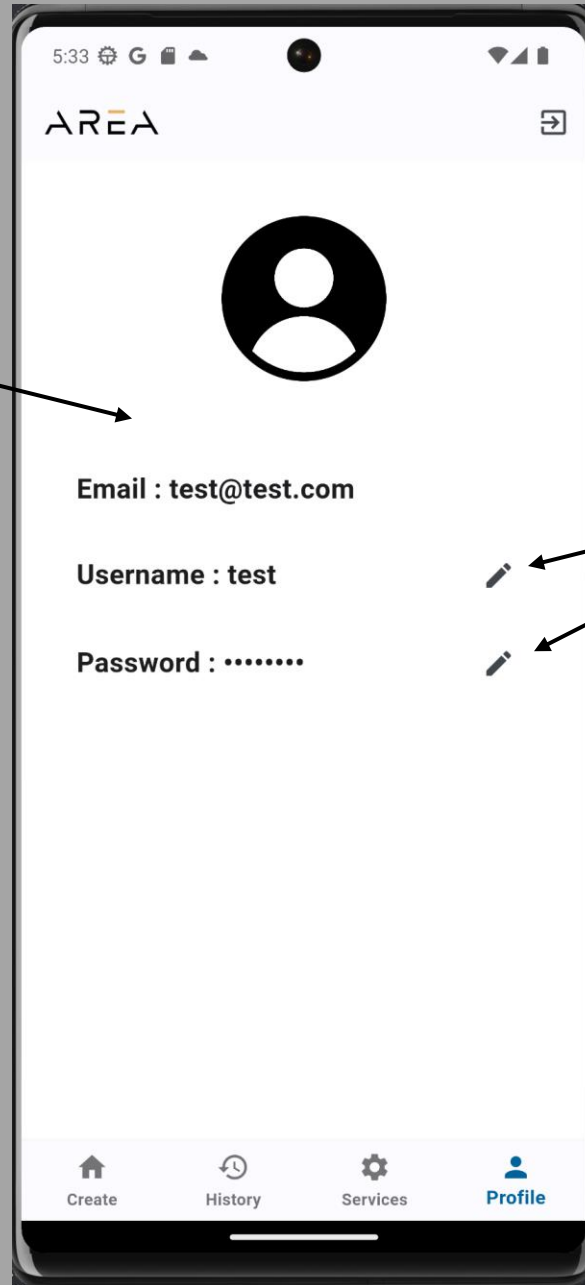 5:33 G
AREA
Email : test@test.com
Username : test
Password : ••••••••
Create History Services Profile